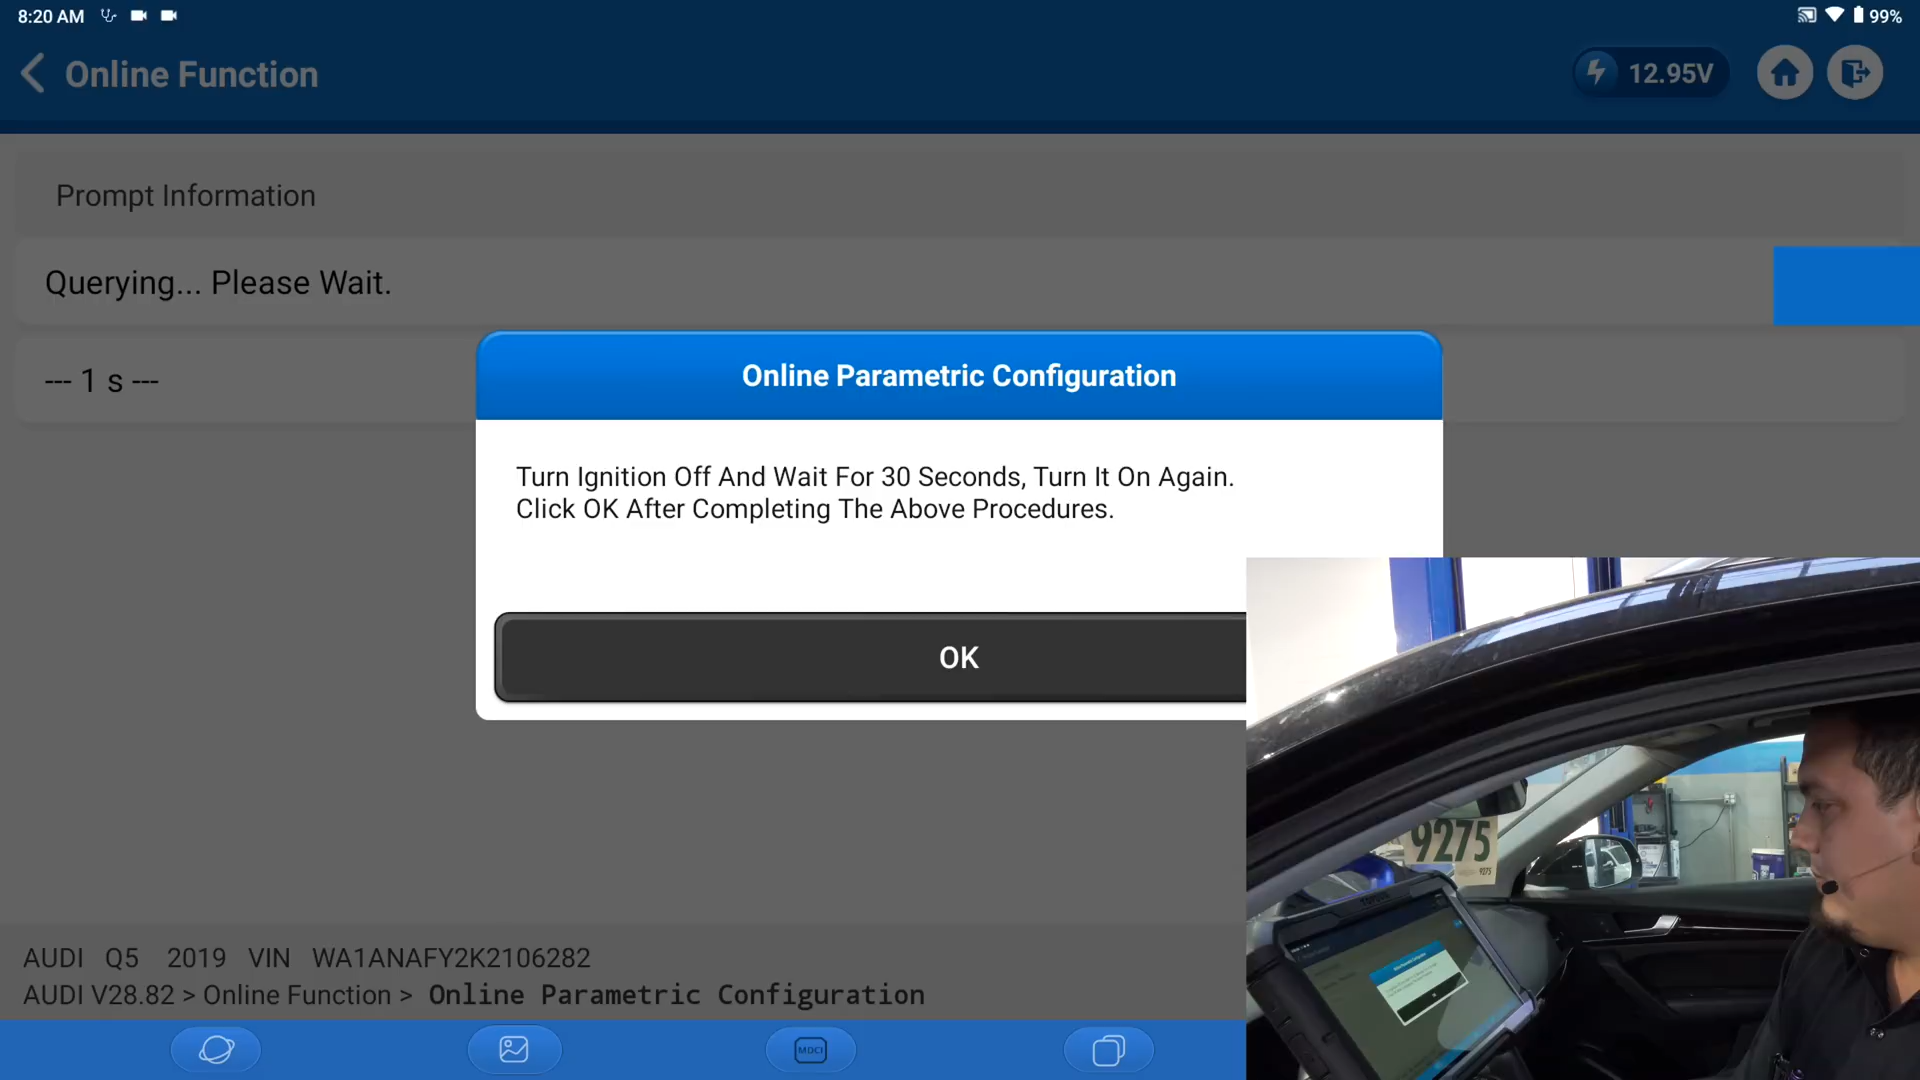 8:20 AM
99%
Online Function
12.95V
Prompt Information
Querying... Please Wait.
--- 1 s ---
Online Parametric Configuration
Turn Ignition Off And Wait For 30 Seconds, Turn It On Again.
Click OK After Completing The Above Procedures.
OK
9275
9275
AUDI Q5 2019 VIN WA1ANAFY2K2106282
AUDI V28.82 > Online Function > Online Parametric Configuration
MDCI